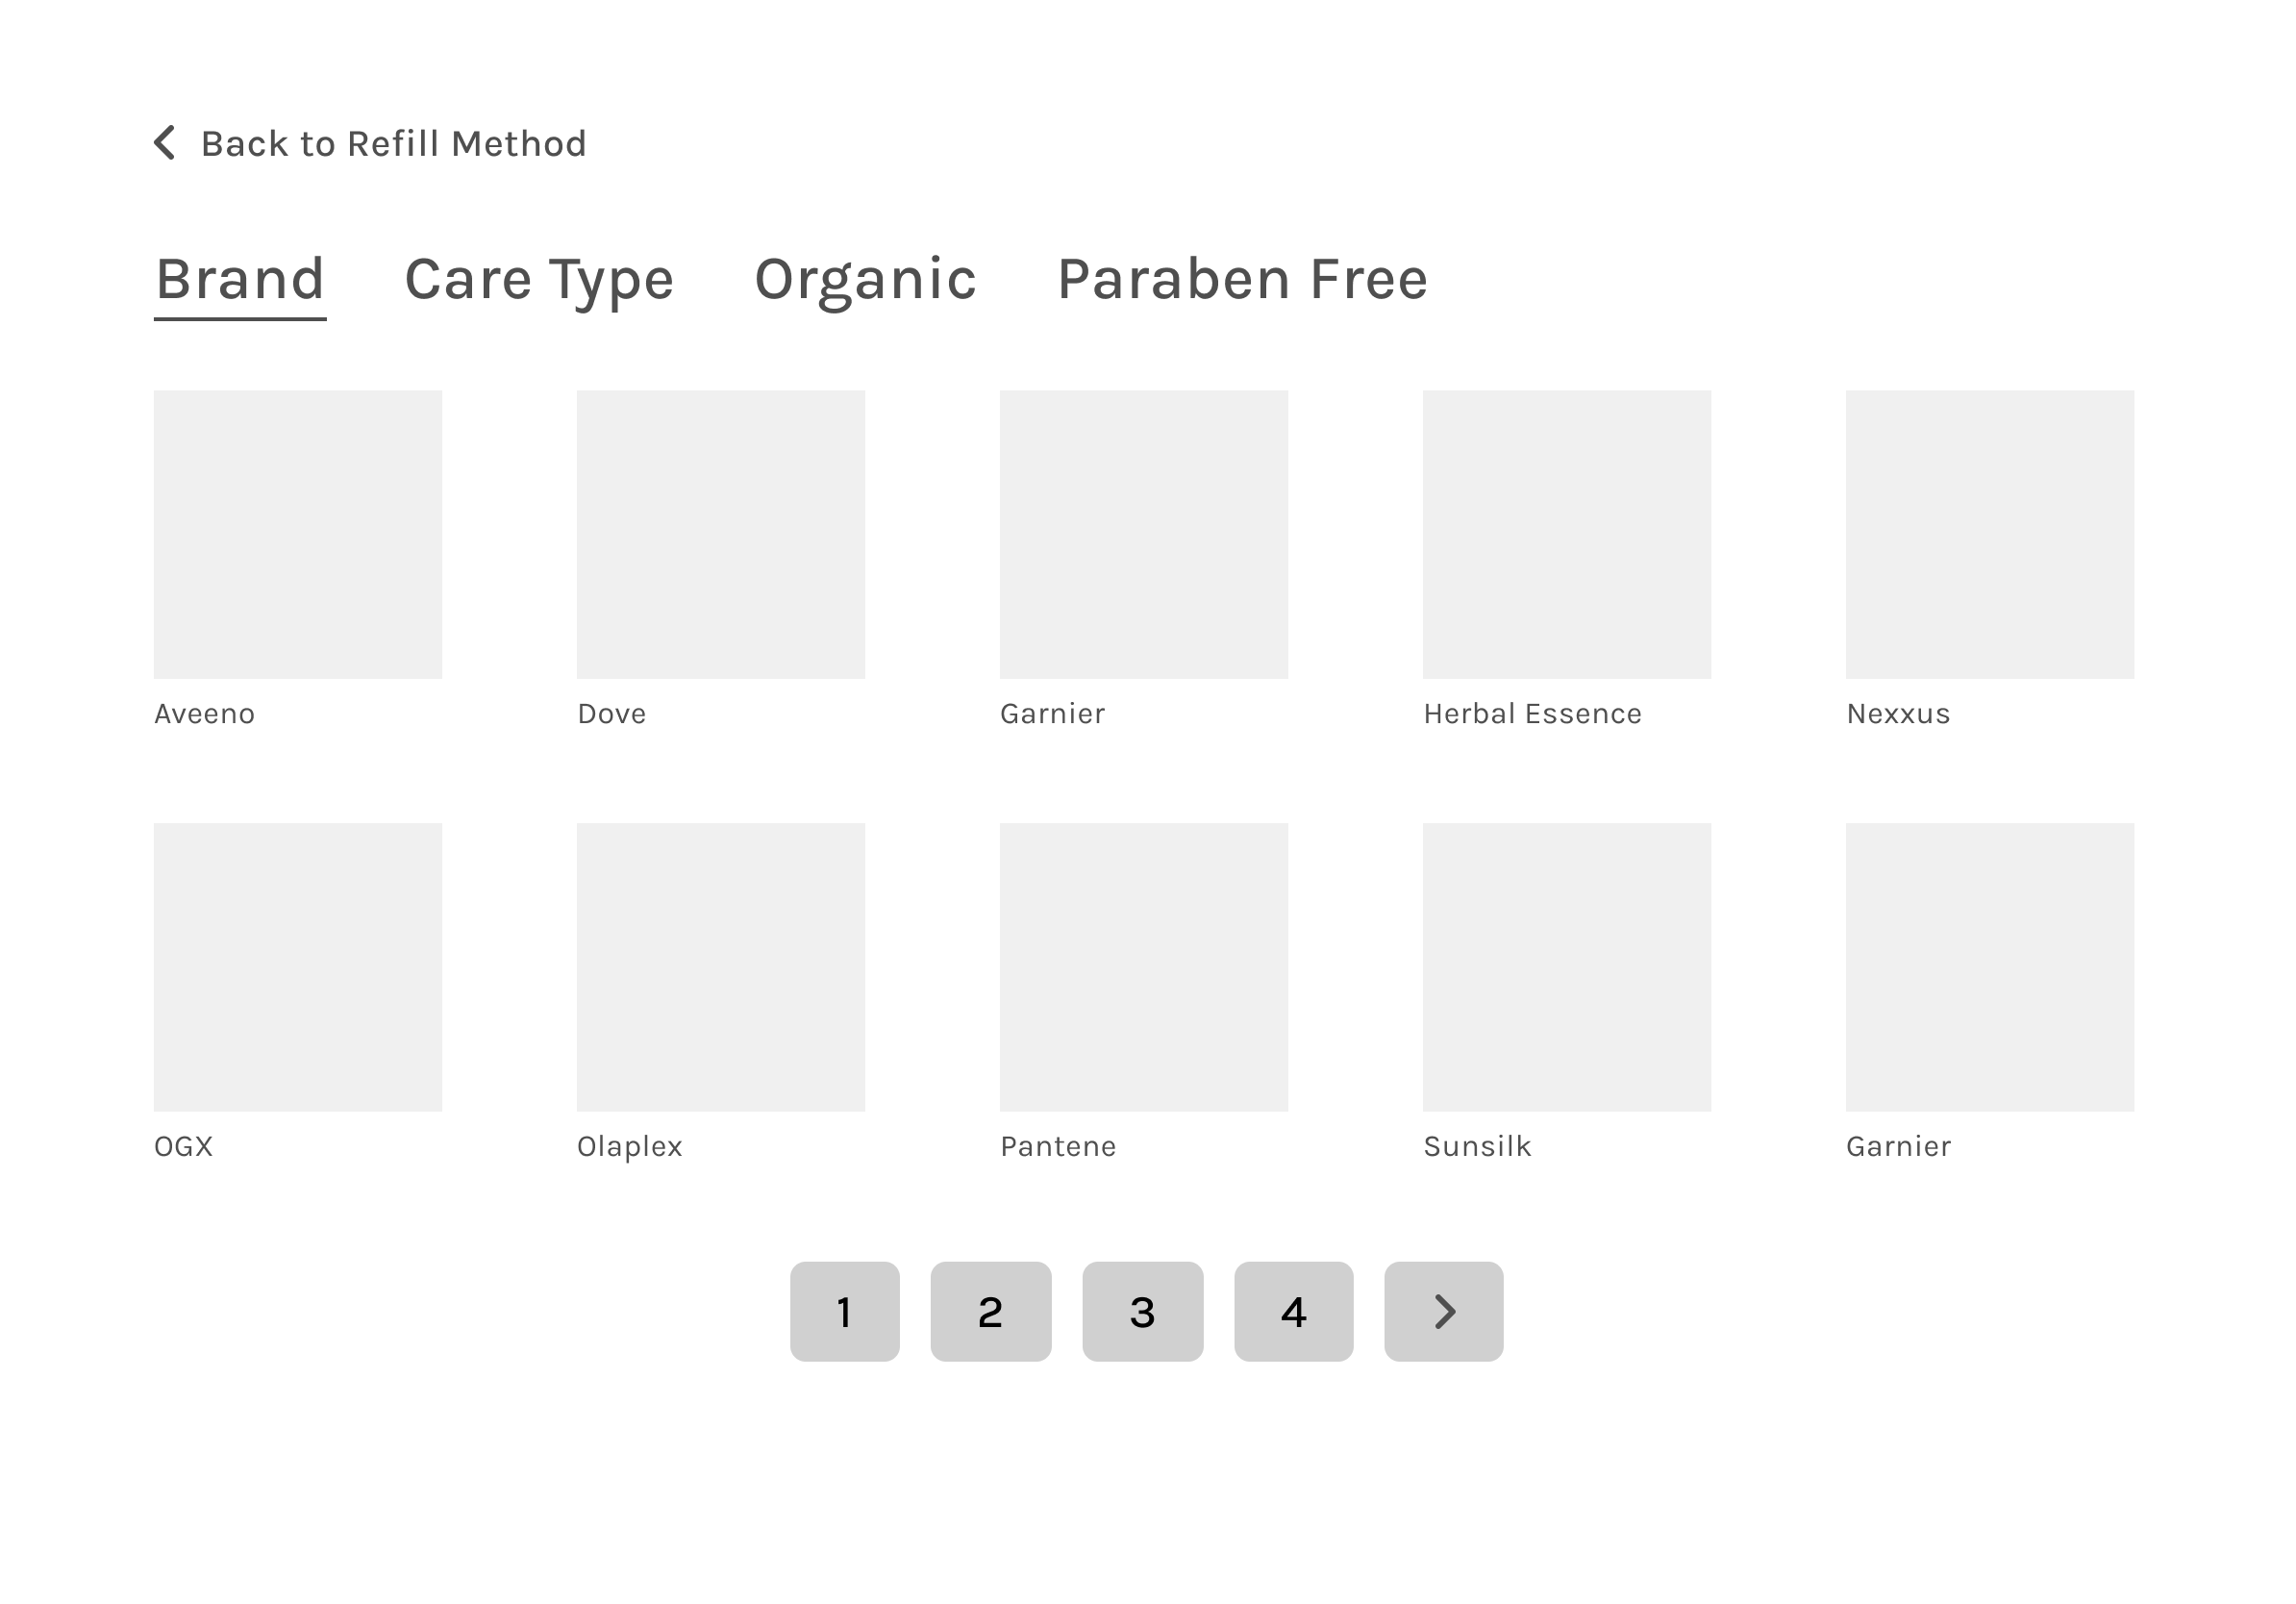 Back to Refill Method
Brand Care Type Organic Paraben Free
Aveeno Dove Garnier Herbal Essence Nexxus
OGX Olaplex Pantene Sunsilk Garnier
1 2 3 4